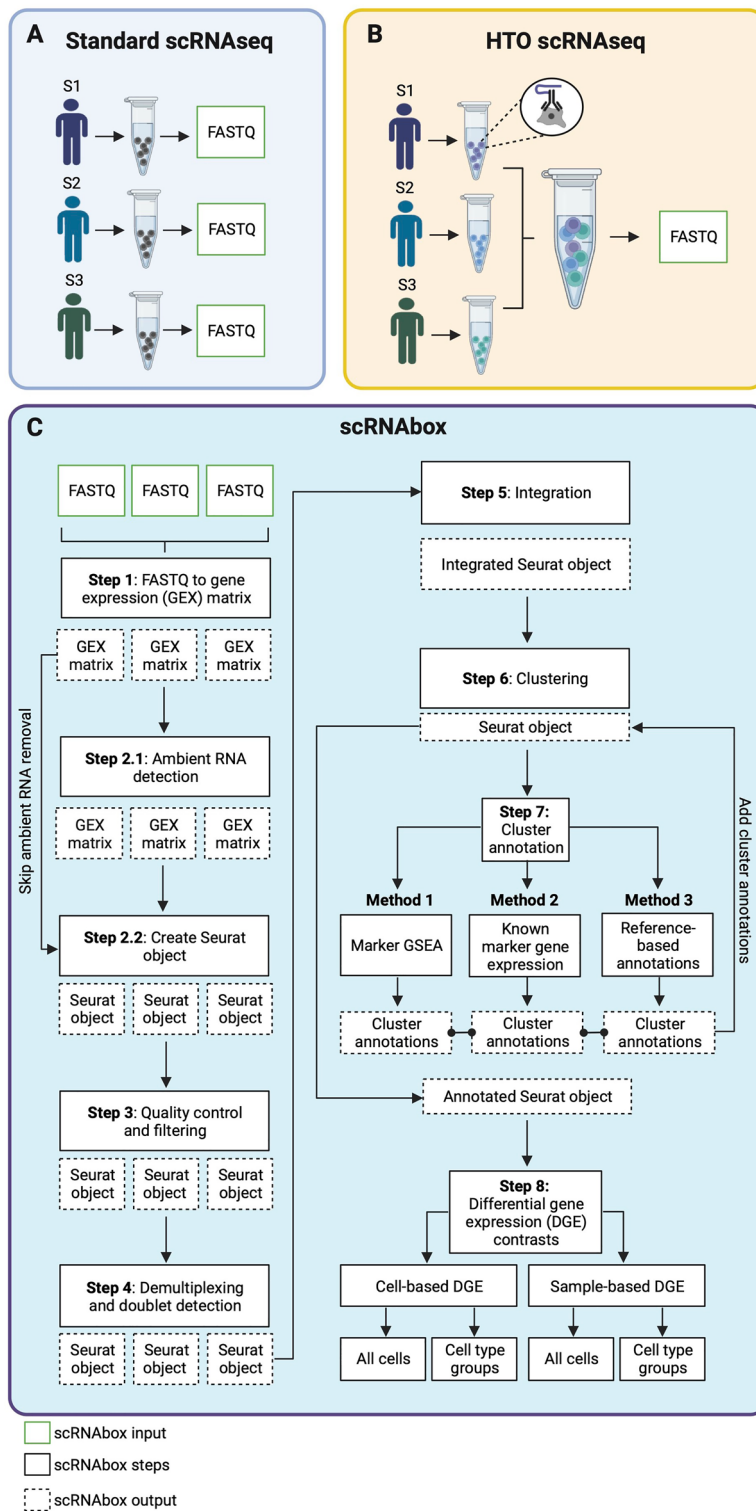 A
Standard scRNAseq
S1
FASTQ
S2
FASTQ
S3
FASTQ
B
HTO scRNAseq
S1
S2
S3
FASTQ
C
scRNAbox
FASTQ
FASTQ
FASTQ
Step 1: FASTQ to gene
expression (GEX) matrix
GEX
matrix
GEX
matrix
GEX
matrix
Skip ambient RNA removal
Step 2.1: Ambient RNA
detection
GEX
matrix
GEX
matrix
GEX
matrix
Step 2.2: Create Seurat
object
Seurat
object
Seurat
object
Seurat
object
Step 3: Quality control
and filtering
Seurat
object
Seurat
object
Seurat
object
Step 4: Demultiplexing
and doublet detection
Seurat
object
Seurat
object
Seurat
object
Step 5: Integration
Integrated Seurat object
Step 6: Clustering
Seurat object
Step 7:
Cluster
annotation
Add cluster annotations
Method 1
Marker GSEA
Cluster
annotations
Method 2
Known
marker gene
expression
Cluster
annotations
Method 3
Reference-
based
annotations
Cluster
annotations
Annotated Seurat object
Step 8:
Differential gene
expression (DGE)
contrasts
Cell-based DGE
All cells
Cell type
groups
Sample-based DGE
All cells
Cell type
groups
scRNAbox input
scRNAbox steps
scRNAbox output